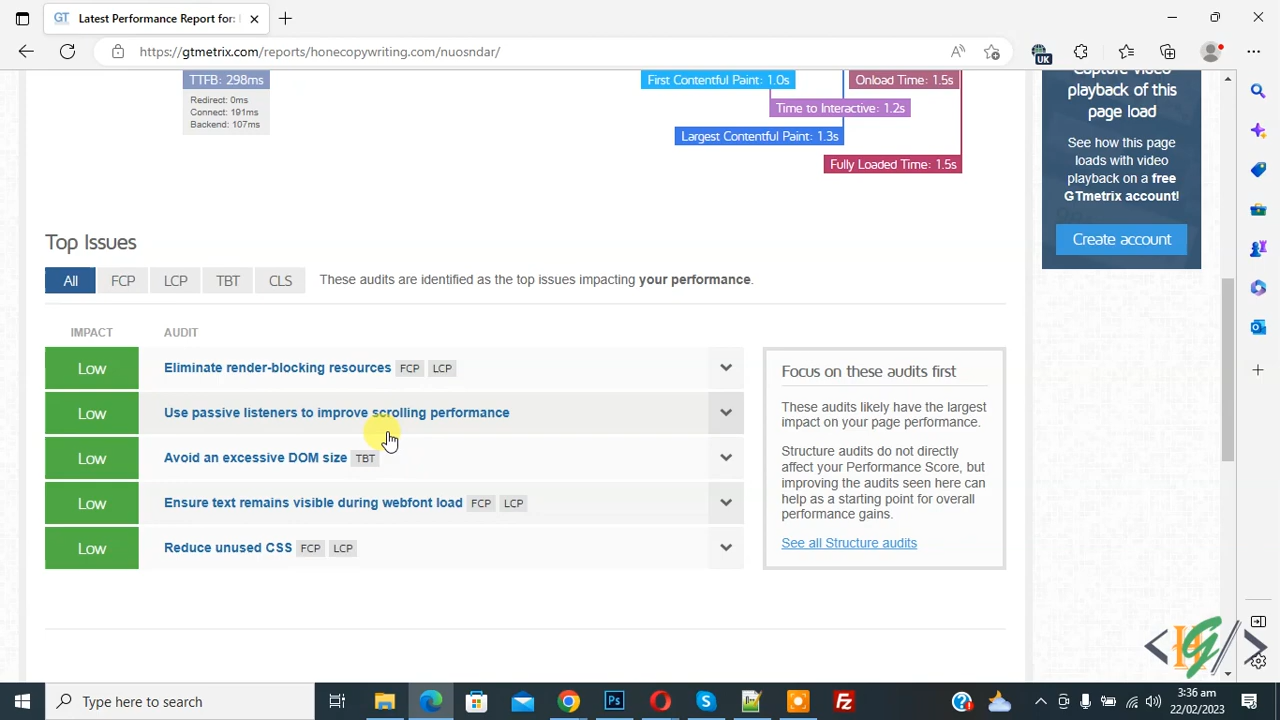 GT
Latest Performance Report for:
https://gtmetrix.com/reports/honecopywriting.com/nuosndar/
UK
TTFB: 298ms
Redirect: 0ms
Connect: 191ms
Backend: 107ms
First Contentful Paint: 1.0s
Onload Time: 1.5s
Time to Interactive: 1.2s
Largest Contentful Paint: 1.3s
Fully Loaded Time: 1.5s
Capture video
playback of this
page load
See how this page
loads with video
playback on a free
GTmetrix account!
Create account
Top Issues
All FCP LCP TBT CLS These audits are identified as the top issues impacting your performance.
IMPACT AUDIT
Low Eliminate render-blocking resources FCP LCP
Low Use passive listeners to improve scrolling performance
Low Avoid an excessive DOM size TBT
Low Ensure text remains visible during webfont load FCP LCP
Low Reduce unused CSS FCP LCP
Focus on these audits first
These audits likely have the largest
impact on your page performance.
Structure audits do not directly
affect your Performance Score, but
improving the audits seen here can
help as a starting point for overall
performance gains.
See all Structure audits
<HG/>
Type here to search
Ps
3:36 am
22/02/2023